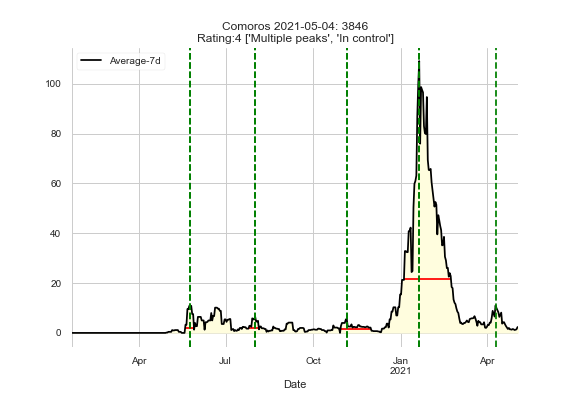 Comoros 2021-05-04: 3846
Rating:4 ['Multiple peaks', 'In control']
Average-7d
100
80
60
40
20
0
Apr
Jul
Oct
Jan
2021
Apr
Date